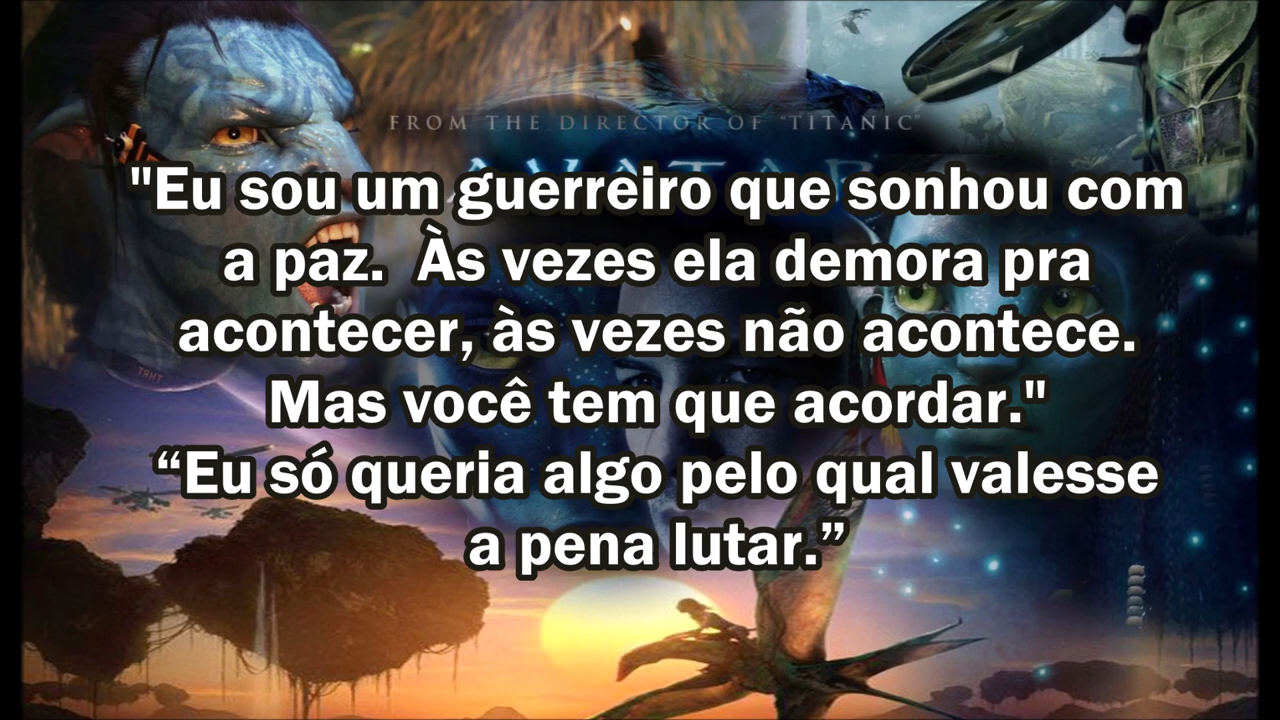 FROM THE DIRECTOR OF "TITANIC"
AVATAR
"Eu sou um guerreiro que sonhou com
a paz.  Às vezes ela demora pra
acontecer, às vezes não acontece.
Mas você tem que acordar."
“Eu só queria algo pelo qual valesse
a pena lutar.”